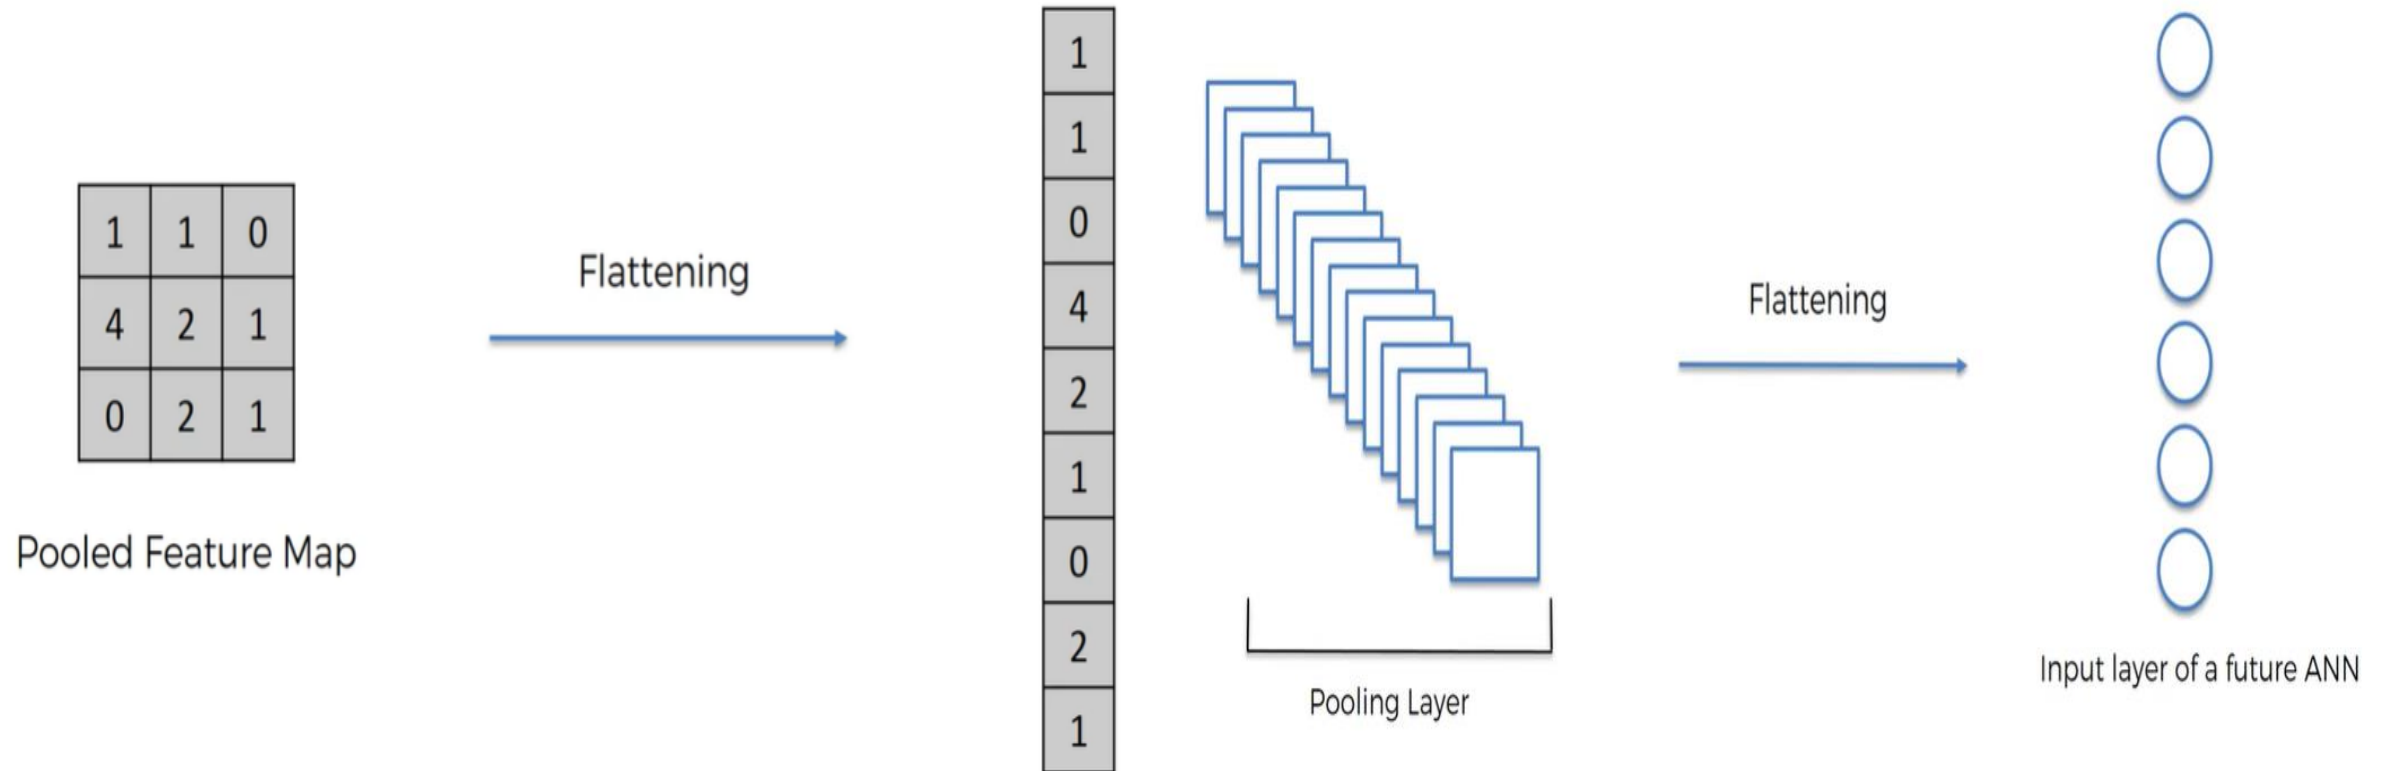 1 1 0
4 2 1
0 2 1
Pooled Feature Map
Flattening
1
1
0
4
2
1
0
2
1
Pooling Layer
Flattening
Input layer of a future ANN